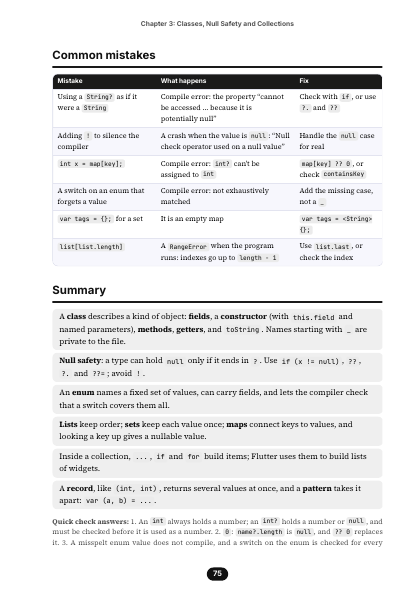 Chapter 3: Classes, Null Safety and Collections
Common mistakes
Mistake What happens Fix
Using a String? as if it were a String
Compile error: the property "cannot be accessed ... because it is potentially null"
Check with if, or use ?. and ??
Adding ! to silence the compiler
A crash when the value is null: "Null check operator used on a null value"
Handle the null case for real
int x = map[key];
Compile error: int? can't be assigned to int
map[key] ?? 0, or check containsKey
A switch on an enum that forgets a value
Compile error: not exhaustively matched
Add the missing case, not a _
var tags = {}; for a set
It is an empty map
var tags = <String>{};
list[list.length]
A RangeError when the program runs: indexes go up to length - 1
Use list.last, or check the index
Summary
A class describes a kind of object: fields, a constructor (with this.field and
named parameters), methods, getters, and toString. Names starting with _ are
private to the file.
Null safety: a type can hold null only if it ends in ?. Use if (x != null), ??,
?. and ??=; avoid !.
An enum names a fixed set of values, can carry fields, and lets the compiler check
that a switch covers them all.
Lists keep order; sets keep each value once; maps connect keys to values, and
looking a key up gives a nullable value.
Inside a collection, ..., if and for build items; Flutter uses them to build lists
of widgets.
A record, like (int, int), returns several values at once, and a pattern takes it
apart: var (a, b) = ....
Quick check answers: 1. An int always holds a number; an int? holds a number or null, and
must be checked before it is used as a number. 2. 0: name?.length is null, and ?? 0 replaces
it. 3. A misspelt enum value does not compile, and a switch on the enum is checked for every
75